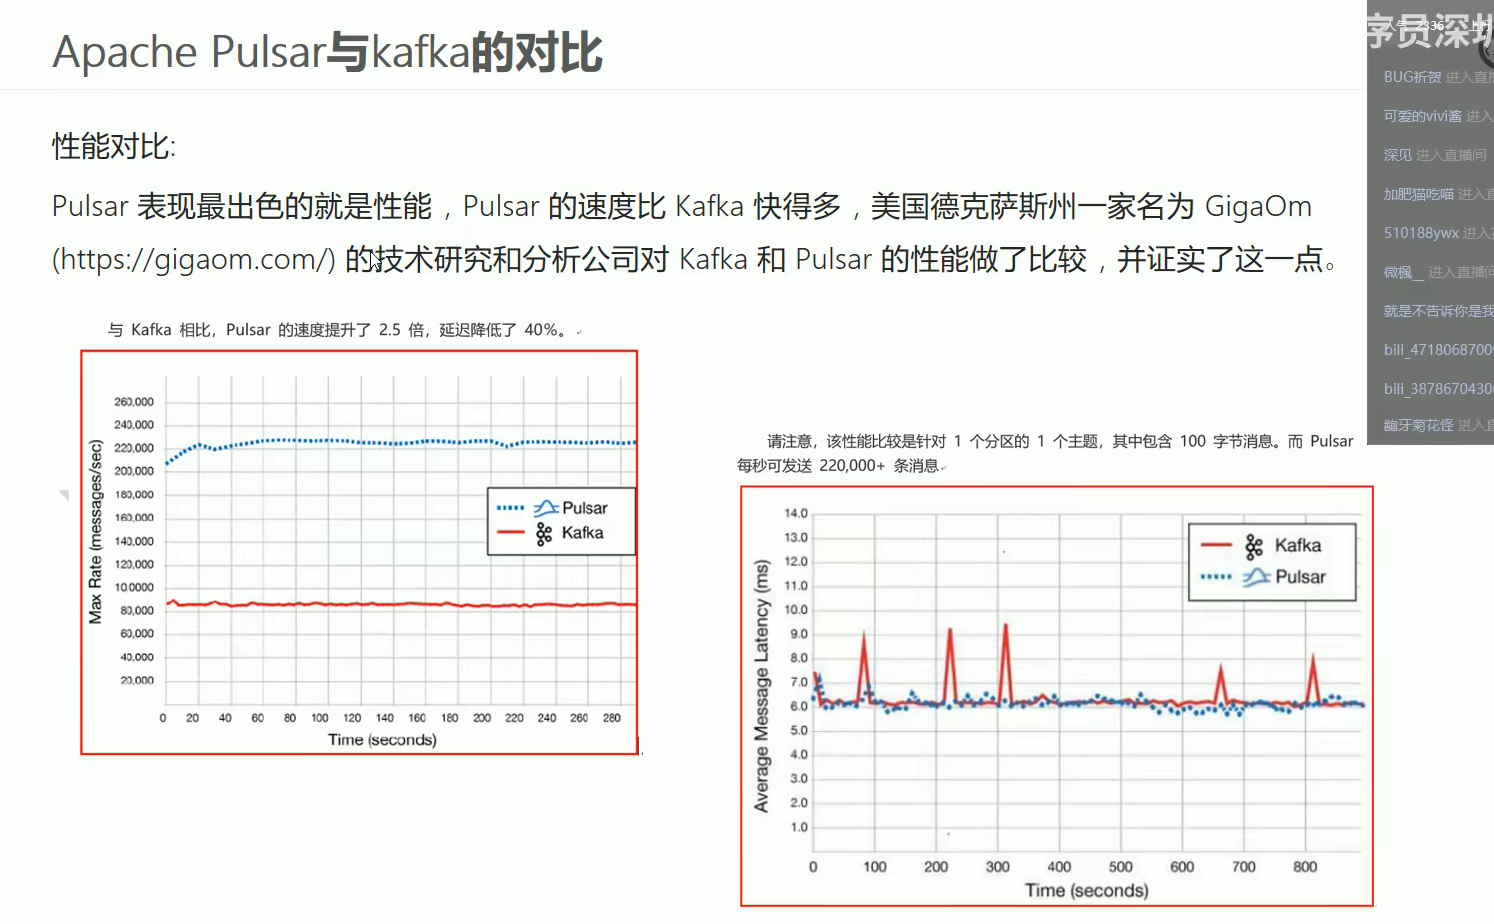 Apache Pulsar与kafka的对比
性能对比:
Pulsar 表现最出色的就是性能，Pulsar 的速度比 Kafka 快得多，美国德克萨斯州一家名为 GigaOm
(https://gigaom.com/) 的技术研究和分析公司对 Kafka 和 Pulsar 的性能做了比较，并证实了这一点。
与 Kafka 相比，Pulsar 的速度提升了 2.5 倍，延迟降低了 40%。
Max Rate (messages/sec)
260,000
240,000
220,000
200,000
180,000
160,000
140,000
120,000
100,000
80,000
60,000
40,000
20,000
Pulsar
Kafka
0 20 40 60 80 100 120 140 160 180 200 220 240 260 280
Time (seconds)
请注意，该性能比较是针对 1 个分区的 1 个主题，其中包含 100 字节消息。而 Pulsar
每秒可发送 220,000+ 条消息
Average Message Latency (ms)
14.0
13.0
12.0
11.0
10.0
9.0
8.0
7.0
6.0
5.0
4.0
3.0
2.0
1.0
Kafka
Pulsar
0 100 200 300 400 500 600 700 800
Time (seconds)
序员深圳
人气 2336
BUG祈贺 进入直播
可爱的vivi酱 进入
深见 进入直播间
加肥猫吃喵 进入直
510188ywx 进入直
微楓__ 进入直播间
就是不告诉你是我
bili_4718068700
bili_3878670430
龅牙菊花怪 进入直